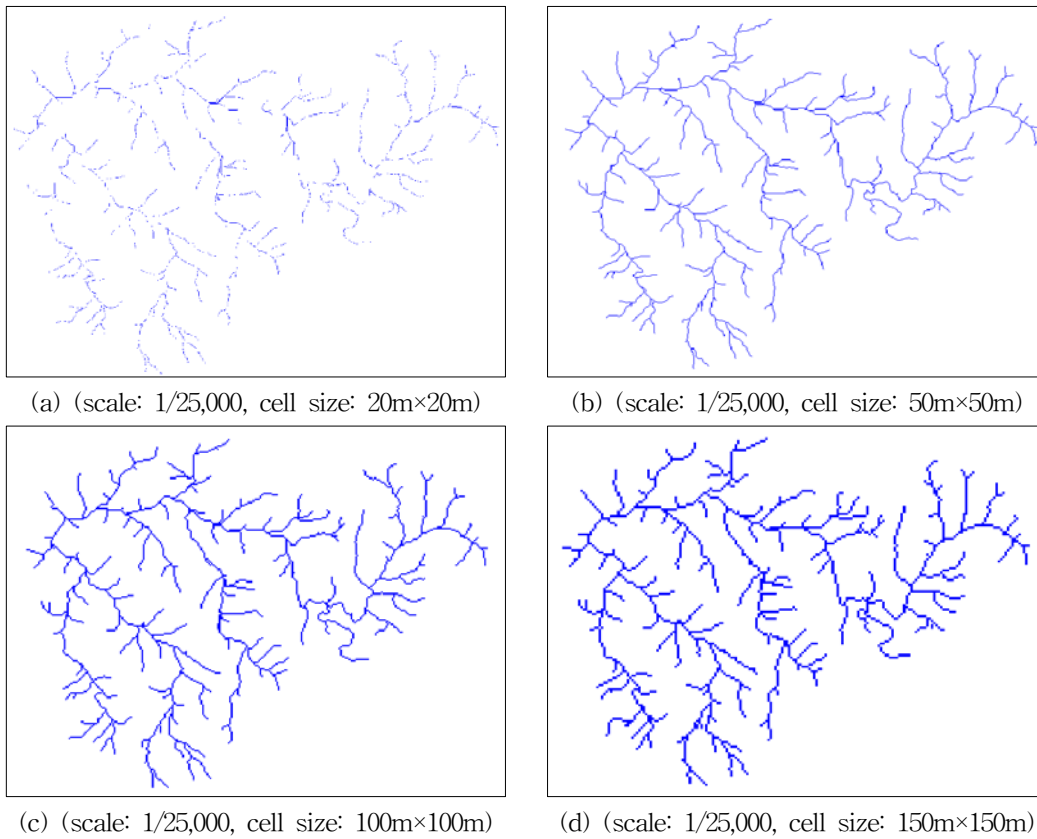 (a) (scale: 1/25,000, cell size: 20m×20m)
(b) (scale: 1/25,000, cell size: 50m×50m)
(c) (scale: 1/25,000, cell size: 100m×100m)
(d) (scale: 1/25,000, cell size: 150m×150m)